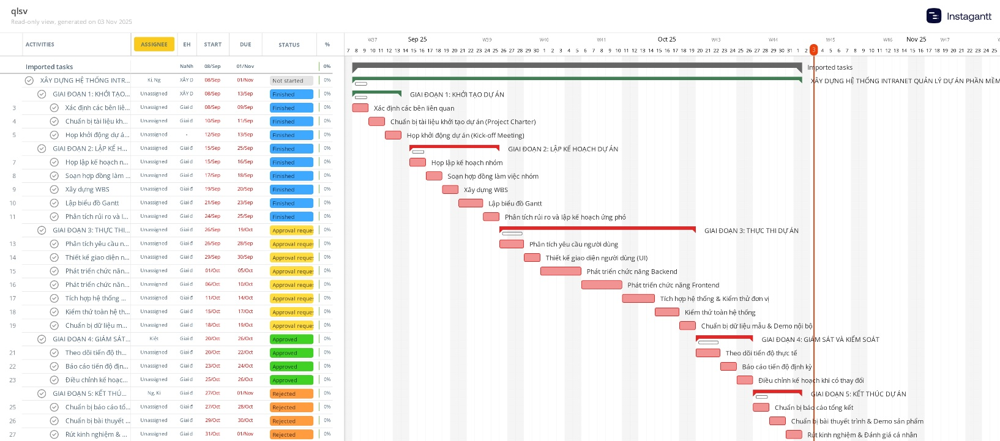 qlsv
Read-only view, generated on 03 Nov 2025
Instagantt
ACTIVITIES ASSIGNEE EH START DUE STATUS %
W37 Sep 25 W39 W40 W41 Oct 25 W43 W44 W45 W46 Nov 25 W47
7 8 9 10 11 12 13 14 15 16 17 18 19 20 21 22 23 24 25 26 27 28 29 30 1 2 3 4 5 6 7 8 9 10 11 12 13 14 15 16 17 18 19 20 21 22 23 24 25 26 27 28 29 30 31 1 2 3 4 5 6 7 8 9 10 11 12 13 14 15 16 17 18 19 20 21 22 23 24 25
Imported tasks NaNh 08/Sep 01/Nov 0% Imported tasks
XÂY DỰNG HỆ THỐNG INTR... Ki, Ng XÂY D 08/Sep 01/Nov Not started 0% XÂY DỰNG HỆ THỐNG INTRANET QUẢN LÝ DỰ ÁN PHẦN MỀM
GIAI ĐOẠN 1: KHỞI TẠO... Unassigned XÂY D 08/Sep 13/Sep Finished 0% GIAI ĐOẠN 1: KHỞI TẠO DỰ ÁN
3 Xác định các bên liê... Unassigned Giai đ 08/Sep 09/Sep Finished 0% Xác định các bên liên quan
4 Chuẩn bị tài liệu kh... Unassigned Giai đ 10/Sep 11/Sep Finished 0% Chuẩn bị tài liệu khởi tạo dự án (Project Charter)
5 Họp khởi động dự á... Unassigned - 12/Sep 13/Sep Finished 0% Họp khởi động dự án (Kick-off Meeting)
GIAI ĐOẠN 2: LẬP KẾ H... Unassigned Giai đ 15/Sep 25/Sep Finished 0% GIAI ĐOẠN 2: LẬP KẾ HOẠCH DỰ ÁN
7 Họp lập kế hoạch n... Unassigned Giai đ 15/Sep 16/Sep Finished 0% Họp lập kế hoạch nhóm
8 Soạn hợp đồng làm ... Unassigned Giai đ 17/Sep 18/Sep Finished 0% Soạn hợp đồng làm việc nhóm
9 Xây dựng WBS Unassigned Giai đ 19/Sep 20/Sep Finished 0% Xây dựng WBS
10 Lập biểu đồ Gantt Unassigned Giai đ 21/Sep 23/Sep Finished 0% Lập biểu đồ Gantt
11 Phân tích rủi ro và l... Unassigned Giai đ 24/Sep 25/Sep Finished 0% Phân tích rủi ro và lập kế hoạch ứng phó
GIAI ĐOẠN 3: THỰC THI... Unassigned Giai đ 26/Sep 19/Oct Approval reques 0% GIAI ĐOẠN 3: THỰC THI DỰ ÁN
13 Phân tích yêu cầu n... Unassigned Giai đ 26/Sep 28/Sep Approval reques 0% Phân tích yêu cầu người dùng
14 Thiết kế giao diện n... Unassigned Giai đ 29/Sep 30/Sep Approval reques 0% Thiết kế giao diện người dùng (UI)
15 Phát triển chức năn... Unassigned Giai đ 01/Oct 05/Oct Approval reques 0% Phát triển chức năng Backend
16 Phát triển chức năn... Unassigned Giai đ 06/Oct 10/Oct Approval reques 0% Phát triển chức năng Frontend
17 Tích hợp hệ thống ... Unassigned Giai đ 11/Oct 14/Oct Approval reques 0% Tích hợp hệ thống & Kiểm thử đơn vị
18 Kiểm thử toàn hệ th... Unassigned Giai đ 15/Oct 17/Oct Approval reques 0% Kiểm thử toàn hệ thống
19 Chuẩn bị dữ liệu m... Unassigned Giai đ 18/Oct 19/Oct Approval reques 0% Chuẩn bị dữ liệu mẫu & Demo nội bộ
GIAI ĐOẠN 4: GIÁM SÁT... Kiệt Giai đ 20/Oct 26/Oct Approved 0% GIAI ĐOẠN 4: GIÁM SÁT VÀ KIỂM SOÁT
21 Theo dõi tiến độ th... Unassigned Giai đ 20/Oct 22/Oct Approved 0% Theo dõi tiến độ thực tế
22 Báo cáo tiến độ địn... Unassigned Giai đ 23/Oct 24/Oct Approved 0% Báo cáo tiến độ định kỳ
23 Điều chỉnh kế hoạc... Unassigned Giai đ 25/Oct 26/Oct Approved 0% Điều chỉnh kế hoạch khi có thay đổi
GIAI ĐOẠN 5: KẾT THÚ... Ng, Ki Giai đ 27/Oct 01/Nov Rejected 0% GIAI ĐOẠN 5: KẾT THÚC DỰ ÁN
25 Chuẩn bị báo cáo tổ... Unassigned Giai đ 27/Oct 28/Oct Rejected 0% Chuẩn bị báo cáo tổng kết
26 Chuẩn bị bài thuyết ... Unassigned Giai đ 29/Oct 30/Oct Rejected 0% Chuẩn bị bài thuyết trình & Demo sản phẩm
27 Rút kinh nghiệm & ... Unassigned Giai đ 31/Oct 01/Nov Rejected 0% Rút kinh nghiệm & Đánh giá cá nhân